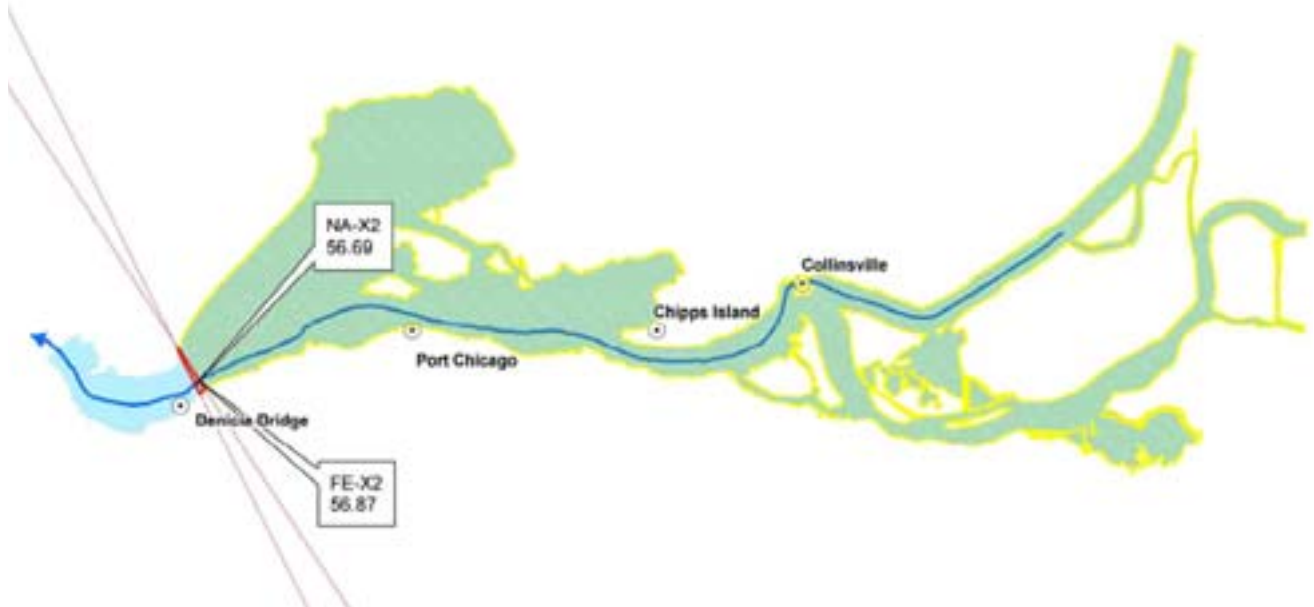 NA-X2
56.69
Collinsville
Chipps Island
Port Chicago
Benicia Bridge
FE-X2
56.87